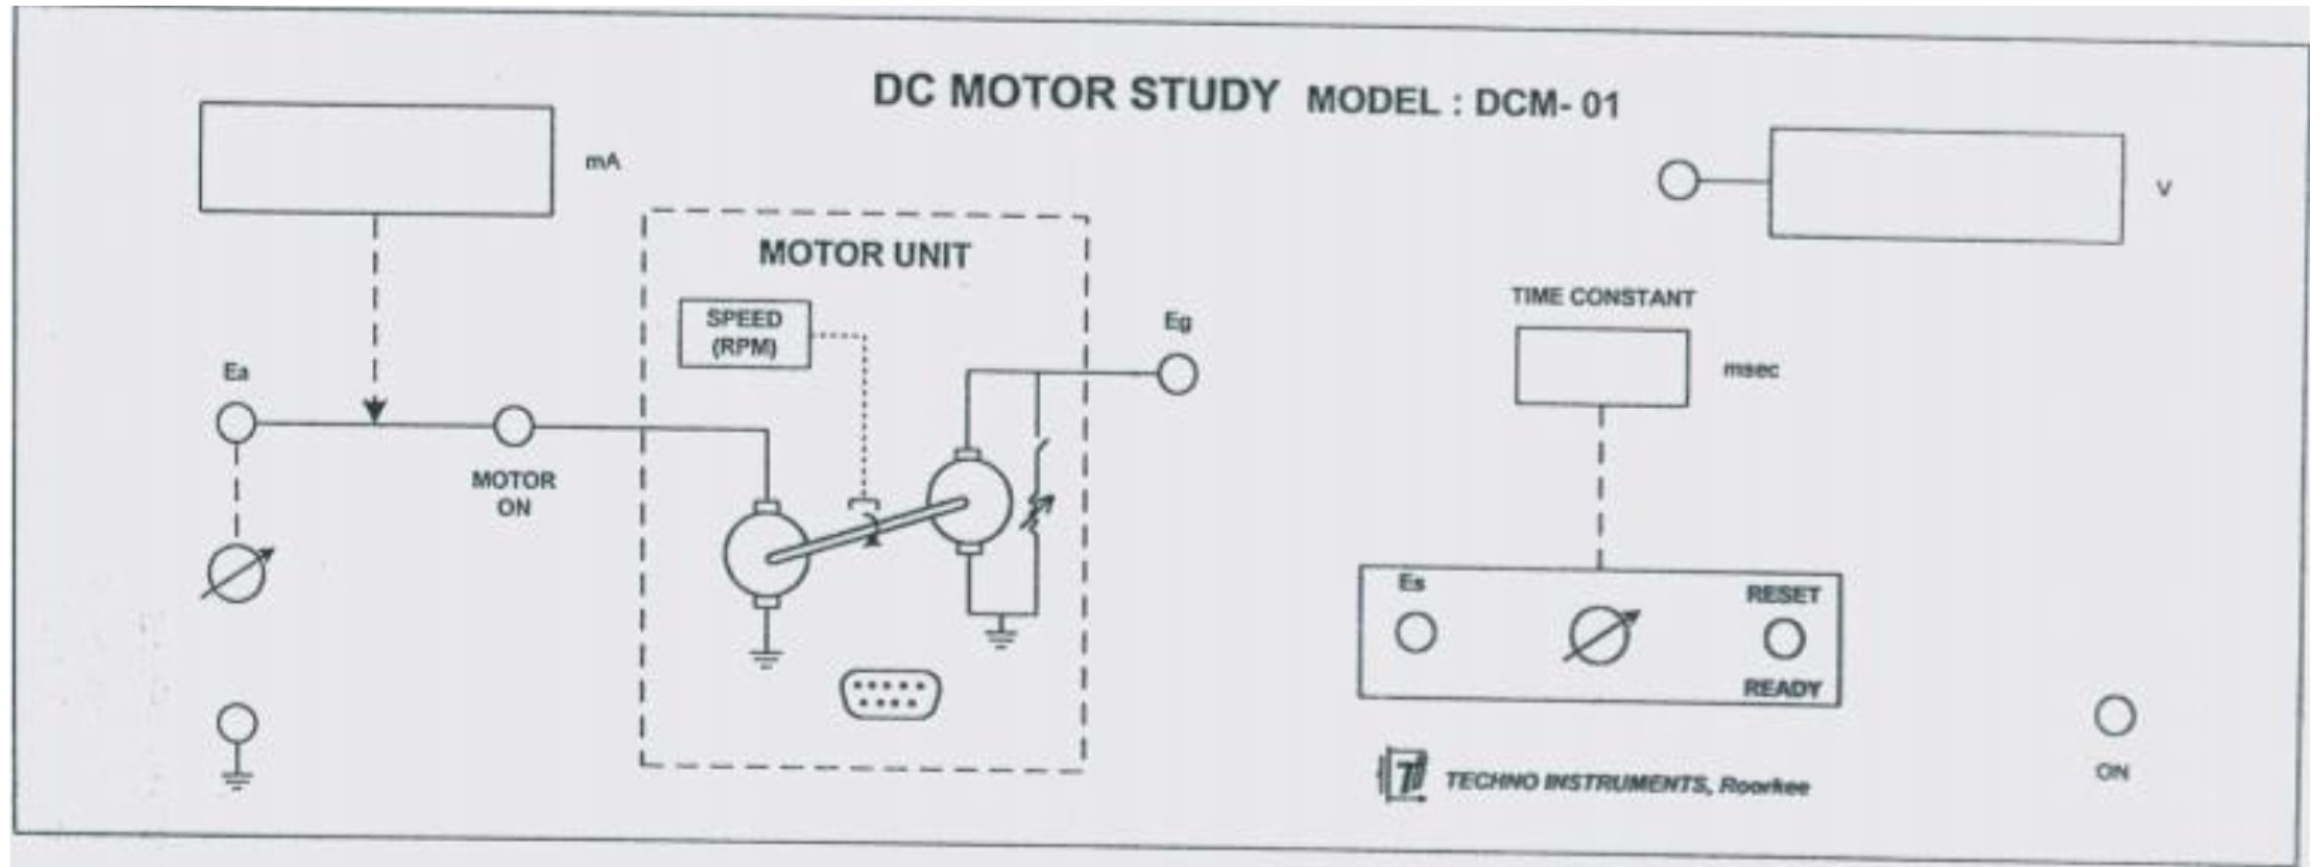 DC MOTOR STUDY MODEL : DCM- 01
mA
V
MOTOR UNIT
SPEED
(RPM)
Ea
MOTOR
ON
Eg
TIME CONSTANT
msec
Es
RESET
READY
TECHNO INSTRUMENTS, Roorkee
ON